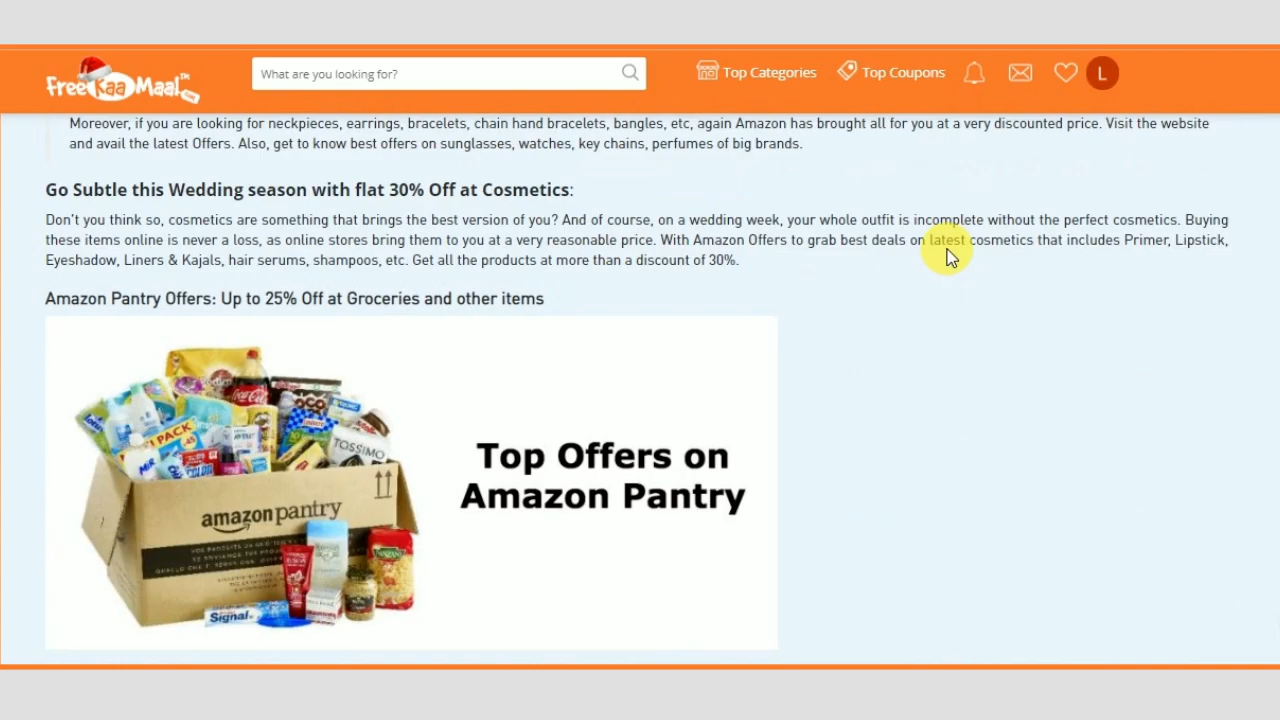 Free Kaa Maal .com™
What are you looking for?
Top Categories
Top Coupons
L
Moreover, if you are looking for neckpieces, earrings, bracelets, chain hand bracelets, bangles, etc, again Amazon has brought all for you at a very discounted price. Visit the website
and avail the latest Offers. Also, get to know best offers on sunglasses, watches, key chains, perfumes of big brands.
Go Subtle this Wedding season with flat 30% Off at Cosmetics:
Don't you think so, cosmetics are something that brings the best version of you? And of course, on a wedding week, your whole outfit is incomplete without the perfect cosmetics. Buying
these items online is never a loss, as online stores bring them to you at a very reasonable price. With Amazon Offers to grab best deals on latest cosmetics that includes Primer, Lipstick,
Eyeshadow, Liners & Kajals, hair serums, shampoos, etc. Get all the products at more than a discount of 30%.
Amazon Pantry Offers: Up to 25% Off at Groceries and other items
Coca-Cola
TOSSIMO
MIR
amazonpantry
Signal
Top Offers on
Amazon Pantry